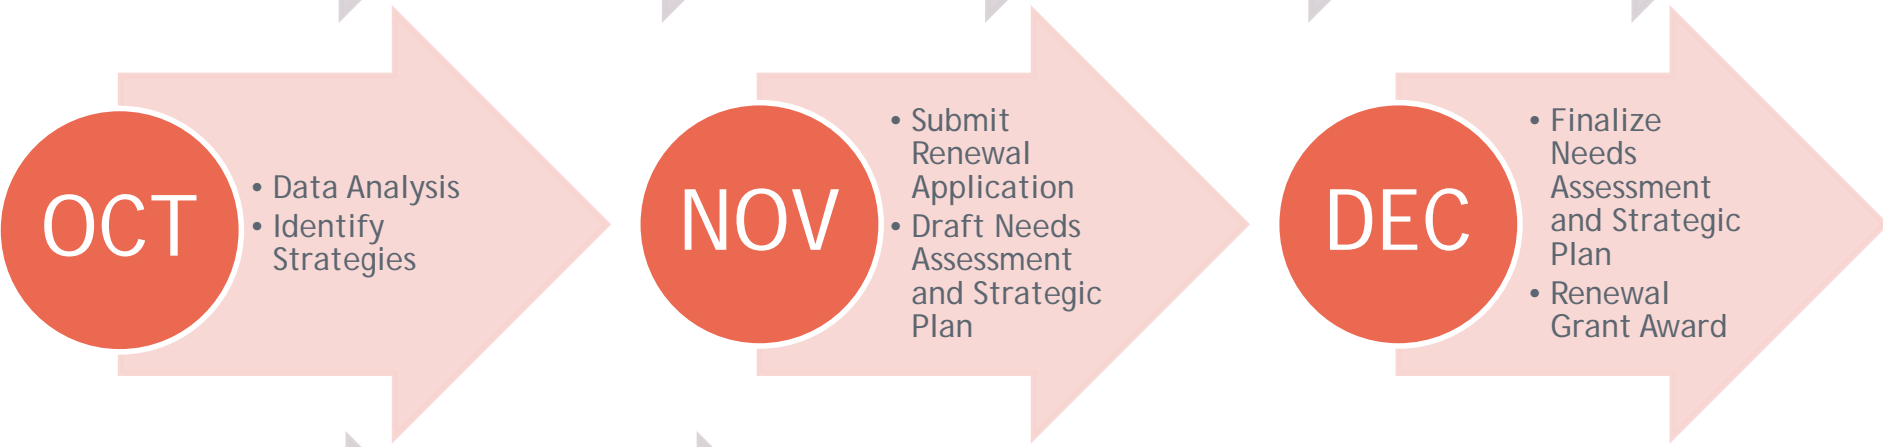 OCT
• Data Analysis
• Identify
Strategies
NOV
• Submit
Renewal
Application
• Draft Needs
Assessment
and Strategic
Plan
DEC
• Finalize
Needs
Assessment
and Strategic
Plan
• Renewal
Grant Award